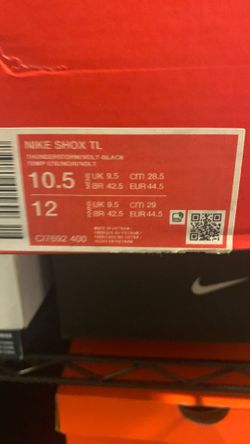 NIKE SHOX TL
THUNDERSTORM/VOLT-BLACK
10.5 UK 9.5 cm 28.5
BR 42.5 EUR 44.5
12 UK 9.5 cm 29
BR 42.5 EUR 44.5
CI7692 400
MADE IN VIETNAM